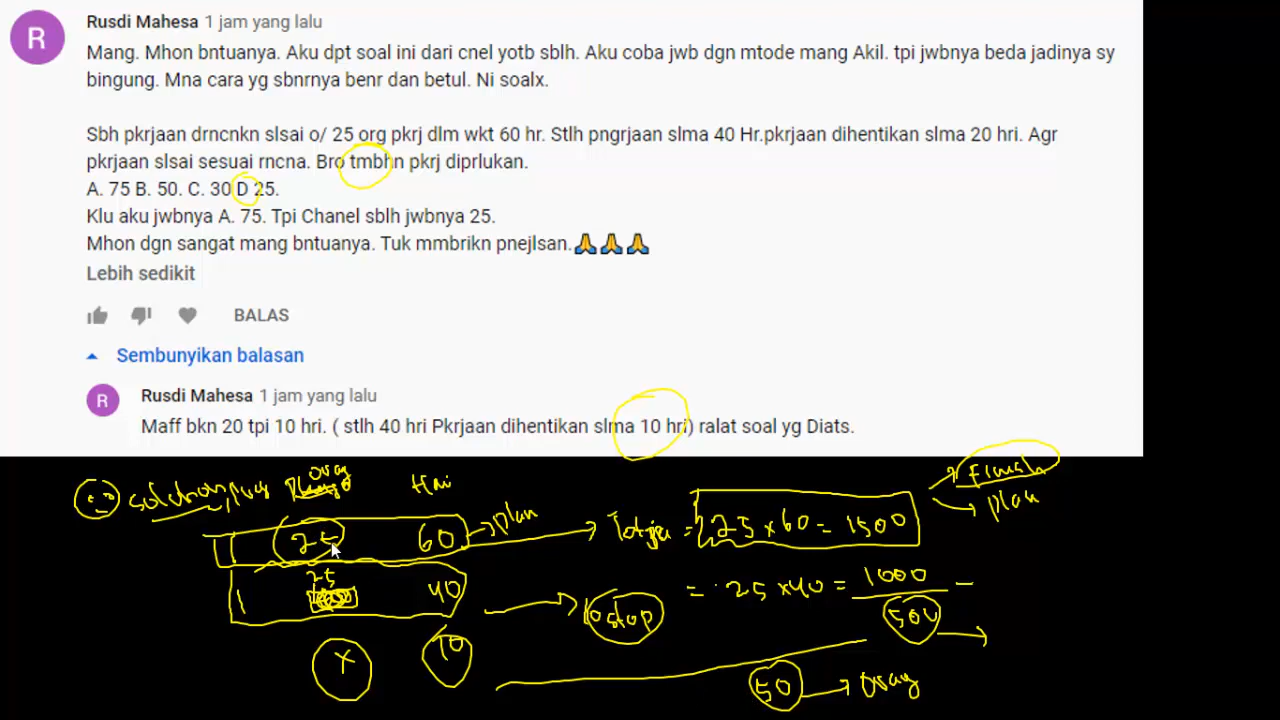 R Rusdi Mahesa 1 jam yang lalu
Mang. Mhon bntuanya. Aku dpt soal ini dari cnel yotb sblh. Aku coba jwb dgn mtode mang Akil. tpi jwbnya beda jadinya sy
bingung. Mna cara yg sbnrnya benr dan betul. Ni soalx.
Sbh pkrjaan drncnkn slsai o/ 25 org pkrj dlm wkt 60 hr. Stlh pngrjaan slma 40 Hr.pkrjaan dihentikan slma 20 hri. Agr
pkrjaan slsai sesuai rncna. Bro tmbhn pkrj diprlukan.
A. 75 B. 50. C. 30 D 25.
Klu aku jwbnya A. 75. Tpi Chanel sblh jwbnya 25.
Mhon dgn sangat mang bntuanya. Tuk mmbrikn pnejlsan.🙏🙏🙏
Lebih sedikit
BALAS
Sembunyikan balasan
R Rusdi Mahesa 1 jam yang lalu
Maff bkn 20 tpi 10 hri. ( stlh 40 hri Pkrjaan dihentikan slma 10 hri) ralat soal yg Diats.
orang Hari
plan
25 60 plan = 25 x 60 = 1500
25 40 stop = 25 x 40 = 1000
500
x 10
50 orang